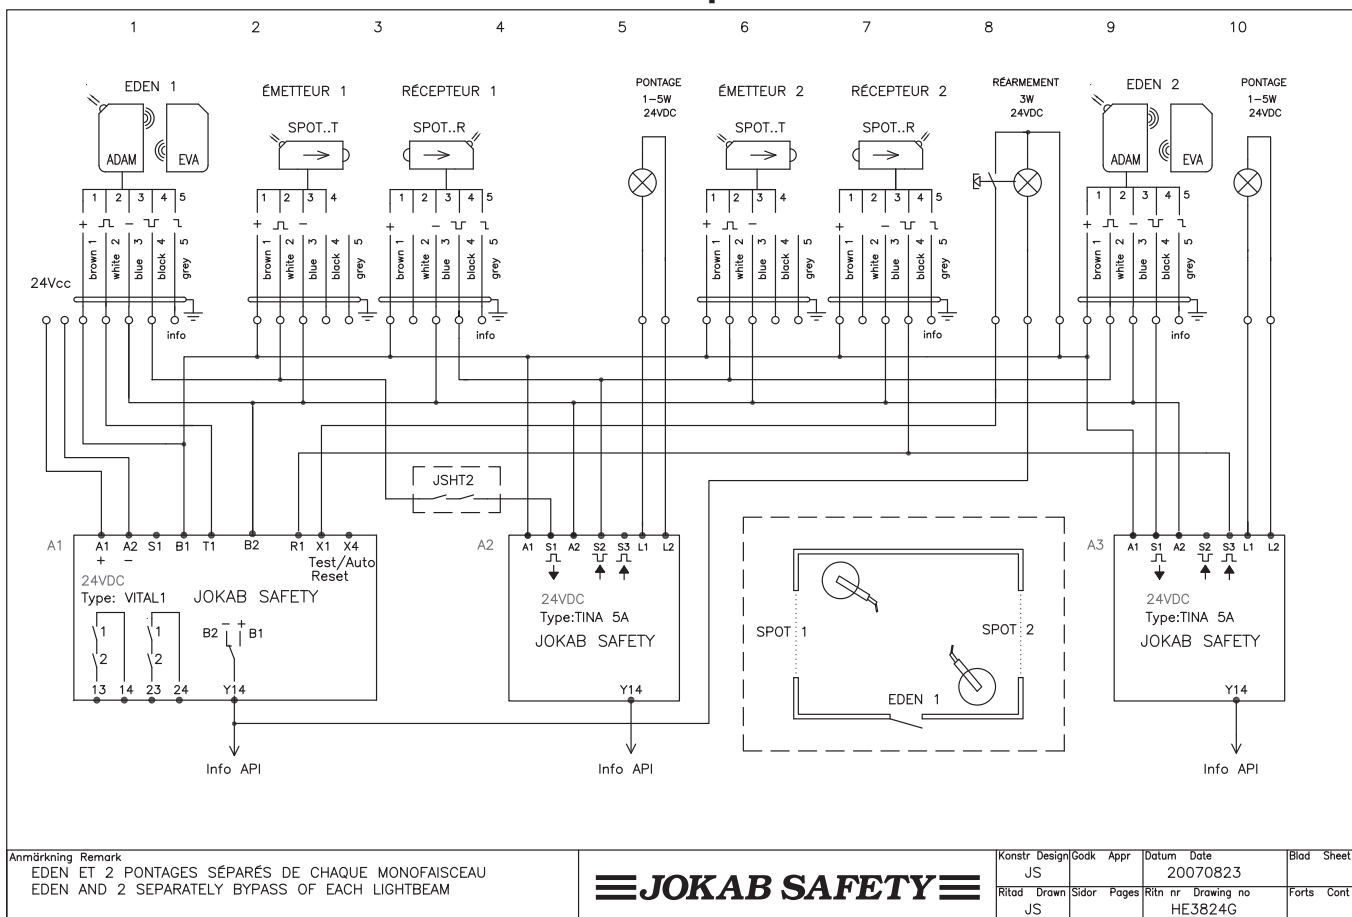 1 2 3 4 5 6 7 8 9 10
EDEN 1
ÉMETTEUR 1
RÉCEPTEUR 1
PONTAGE
1-5W
24VDC
ÉMETTEUR 2
RÉCEPTEUR 2
RÉARMEMENT
3W
24VDC
EDEN 2
PONTAGE
1-5W
24VDC
SPOT..T
SPOT..R
SPOT..T
SPOT..R
ADAM EVA
ADAM EVA
1 2 3 4 5
1 2 3 4
1 2 3 4 5
1 2 3 4
1 2 3 4 5
1 2 3 4 5
+ -
+ -
+ -
+ -
+ -
+ -
brown 1 white 2 blue 3 black 4 grey 5
brown 1 white 2 blue 3 black 4 grey 5
brown 1 white 2 blue 3 black 4 grey 5
brown 1 white 2 blue 3 black 4 grey 5
brown 1 white 2 blue 3 black 4 grey 5
brown 1 white 2 blue 3 black 4 grey 5
24Vcc
info
info
info
info
JSHT2
A1
A1 A2 S1 B1 T1 B2 R1 X1 X4
+ -
Test/Auto
Reset
24VDC
Type: VITAL1
JOKAB SAFETY
1
2
1
2
B2 - + B1
13 14 23 24 Y14
Info API
A2
A1 S1 A2 S2 S3 L1 L2
24VDC
Type:TINA 5A
JOKAB SAFETY
Y14
Info API
SPOT 1
SPOT 2
EDEN 1
A3
A1 S1 A2 S2 S3 L1 L2
24VDC
Type:TINA 5A
JOKAB SAFETY
Y14
Info API
Anmärkning Remark
EDEN ET 2 PONTAGES SÉPARÉS DE CHAQUE MONOFAISCEAU
EDEN AND 2 SEPARATELY BYPASS OF EACH LIGHTBEAM
JOKAB SAFETY
Konstr Design Godk Appr Datum Date Blad Sheet
JS 20070823
Ritad Drawn Sidor Pages Ritn nr Drawing no Forts Cont
JS HE3824G